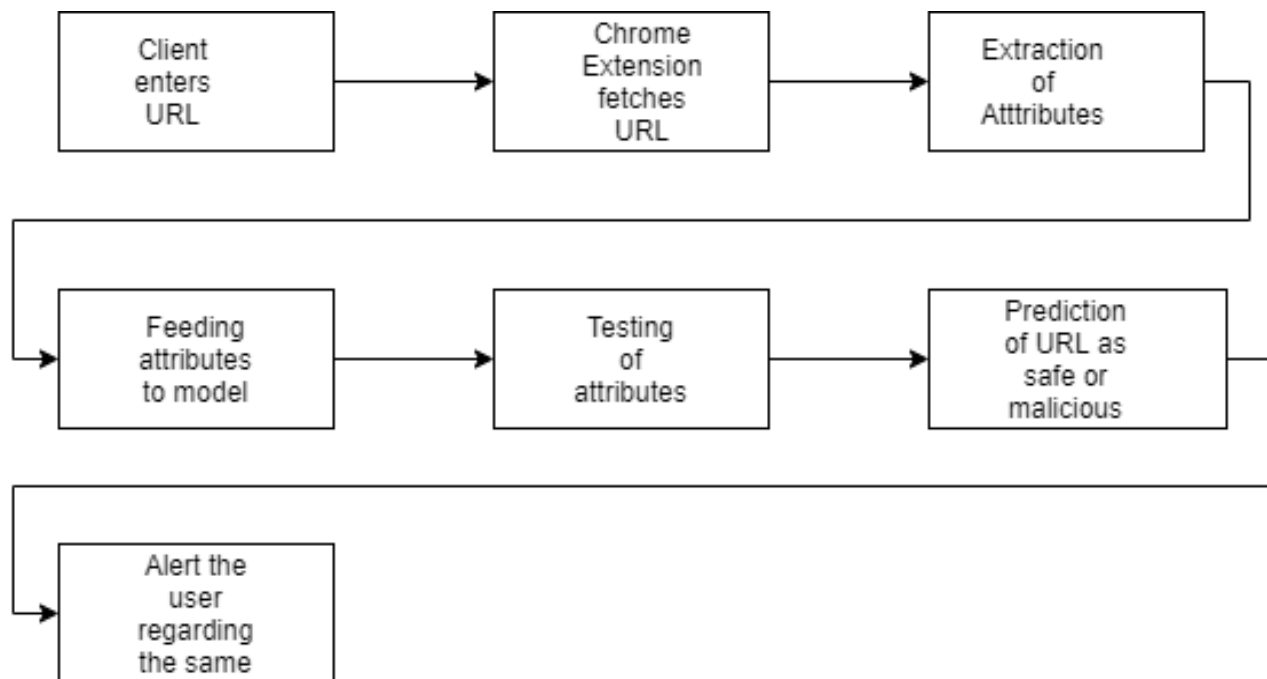 Client
enters
URL
Chrome
Extension
fetches
URL
Extraction
of
Atttributes
Feeding
attributes
to model
Testing
of
attributes
Prediction
of URL as
safe or
malicious
Alert the
user
regarding
the same